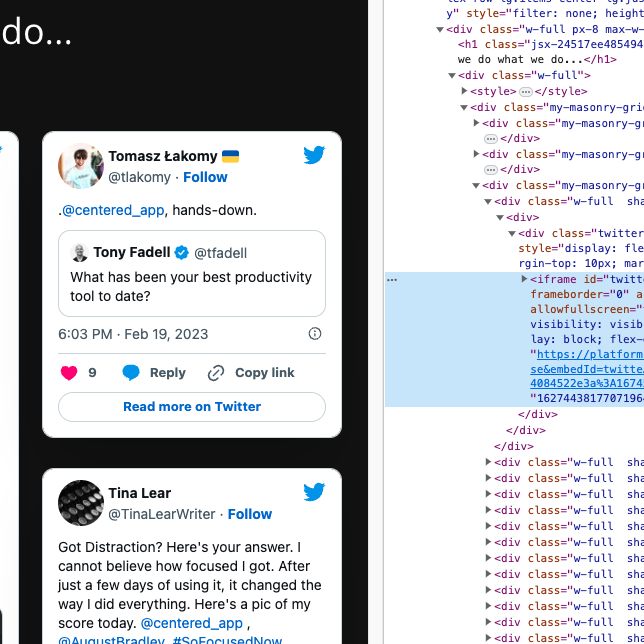 do...
Tomasz Łakomy 🇺🇦
@tlakomy · Follow
.@centered_app, hands-down.
Tony Fadell @tfadell
What has been your best productivity
tool to date?
6:03 PM · Feb 19, 2023
9 Reply Copy link
Read more on Twitter
Tina Lear
@TinaLearWriter · Follow
Got Distraction? Here's your answer. I
cannot believe how focused I got. After
just a few days of using it, it changed the
way I did everything. Here's a pic of my
score today. @centered_app ,
@AugustBradley #SoFocusedNow
y" style="filter: none; height
<div class="w-full px-8 max-w-
<h1 class="jsx-24517ee485494
we do what we do...</h1>
<div class="w-full">
<style> … </style>
<div class="my-masonry-gri
<div class="my-masonry-gr
… </div>
<div class="my-masonry-gr
… </div>
<div class="my-masonry-gr
<div class="w-full sha
<div>
<div class="twitter
style="display: fle
rgin-top: 10px; mar
<iframe id="twitt
frameborder="0" a
allowfullscreen="
visibility: visib
lay: block; flex-
"https://platform
se&embedId=twitte
4084522e3a%3A1674
"1627443817707196
</div>
</div>
</div>
<div class="w-full sha
<div class="w-full sha
<div class="w-full sha
<div class="w-full sha
<div class="w-full sha
<div class="w-full sha
<div class="w-full sha
<div class="w-full sha
<div class="w-full sha
<div class="w-full sha
<div class="w-full sha
<div class="w-full sha